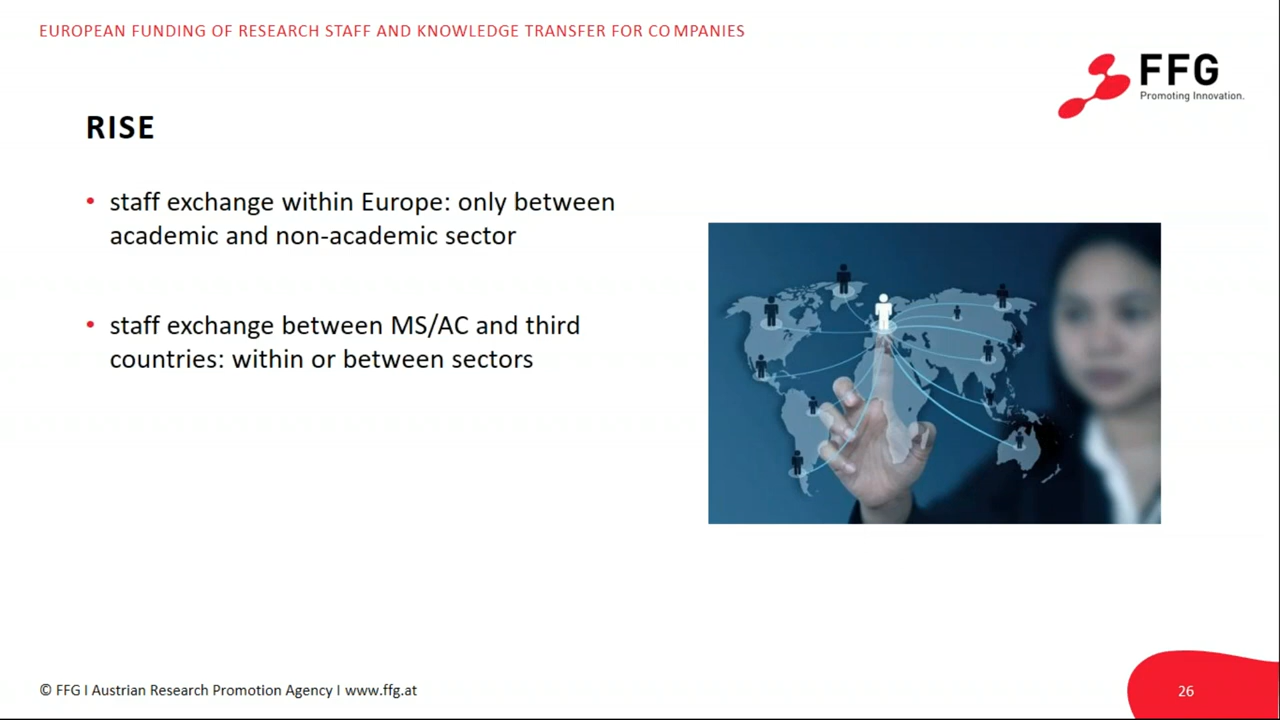 EUROPEAN FUNDING OF RESEARCH STAFF AND KNOWLEDGE TRANSFER FOR COMPANIES
FFG
Promoting Innovation.
RISE
• staff exchange within Europe: only between
academic and non-academic sector
• staff exchange between MS/AC and third
countries: within or between sectors
© FFG I Austrian Research Promotion Agency I www.ffg.at
26